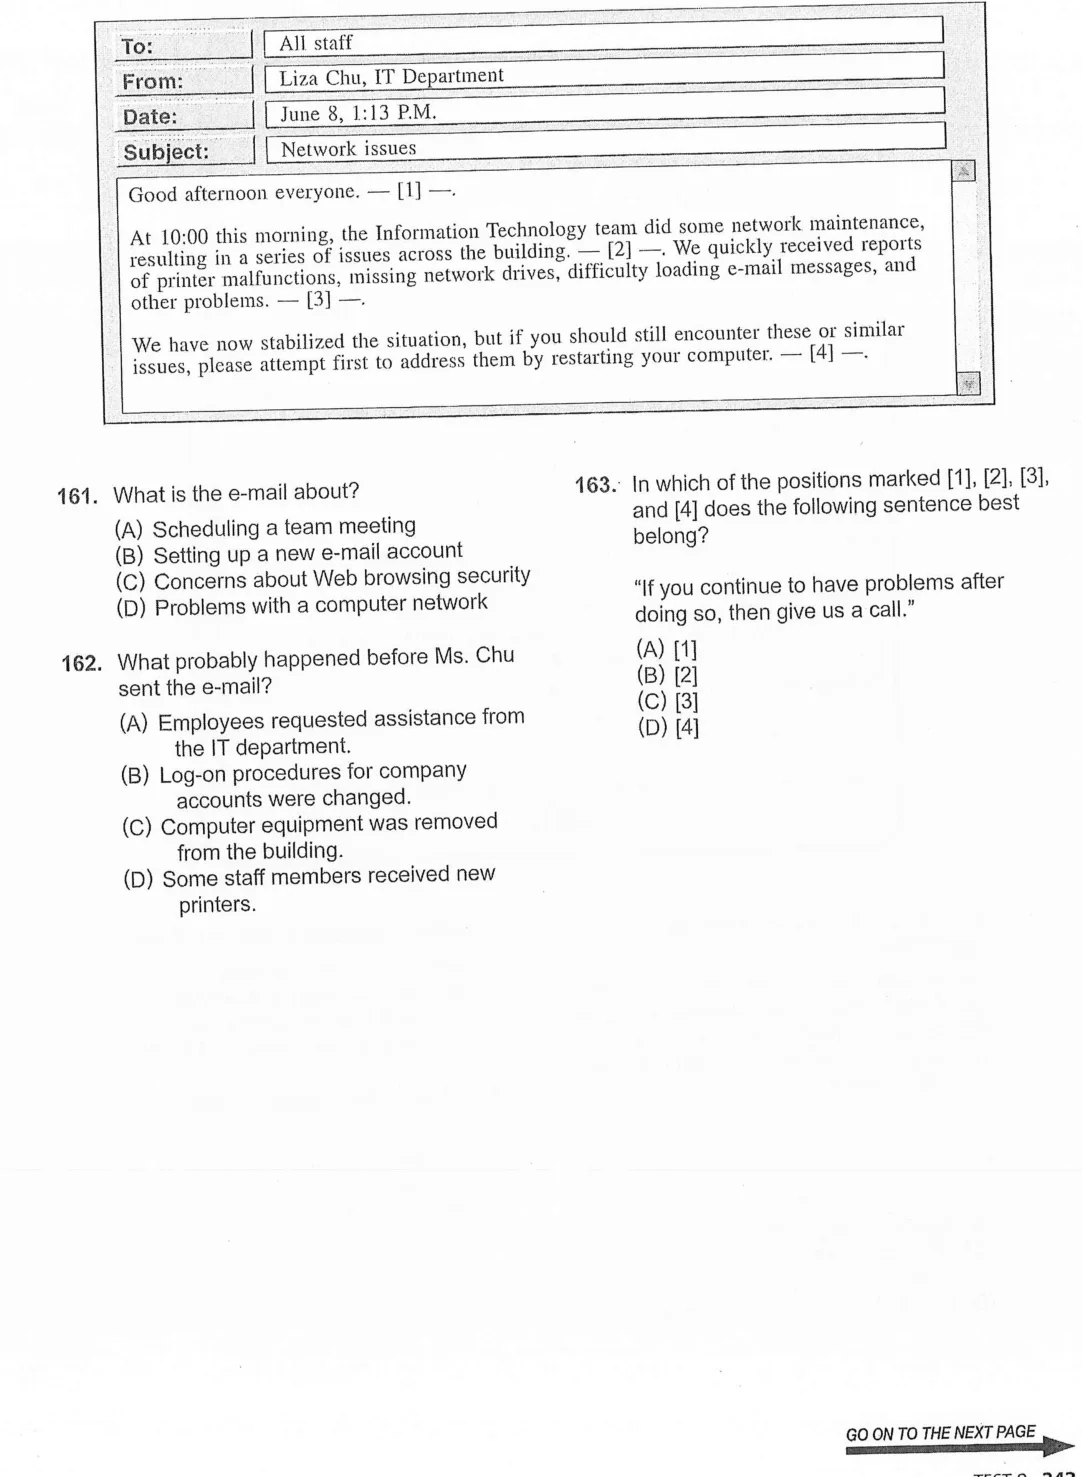 To: All staff
From: Liza Chu, IT Department
Date: June 8, 1:13 P.M.
Subject: Network issues
Good afternoon everyone. — [1] —.
At 10:00 this morning, the Information Technology team did some network maintenance,
resulting in a series of issues across the building. — [2] —. We quickly received reports
of printer malfunctions, missing network drives, difficulty loading e-mail messages, and
other problems. — [3] —.
We have now stabilized the situation, but if you should still encounter these or similar
issues, please attempt first to address them by restarting your computer. — [4] —.
161. What is the e-mail about?
(A) Scheduling a team meeting
(B) Setting up a new e-mail account
(C) Concerns about Web browsing security
(D) Problems with a computer network
162. What probably happened before Ms. Chu
sent the e-mail?
(A) Employees requested assistance from
the IT department.
(B) Log-on procedures for company
accounts were changed.
(C) Computer equipment was removed
from the building.
(D) Some staff members received new
printers.
163. In which of the positions marked [1], [2], [3],
and [4] does the following sentence best
belong?
“If you continue to have problems after
doing so, then give us a call.”
(A) [1]
(B) [2]
(C) [3]
(D) [4]
GO ON TO THE NEXT PAGE